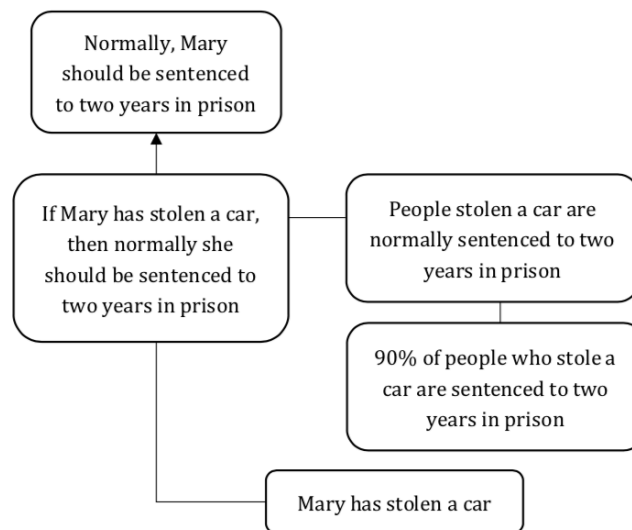 Normally, Mary
should be sentenced
to two years in prison
If Mary has stolen a car,
then normally she
should be sentenced to
two years in prison
People stolen a car are
normally sentenced to two
years in prison
90% of people who stole a
car are sentenced to two
years in prison
Mary has stolen a car